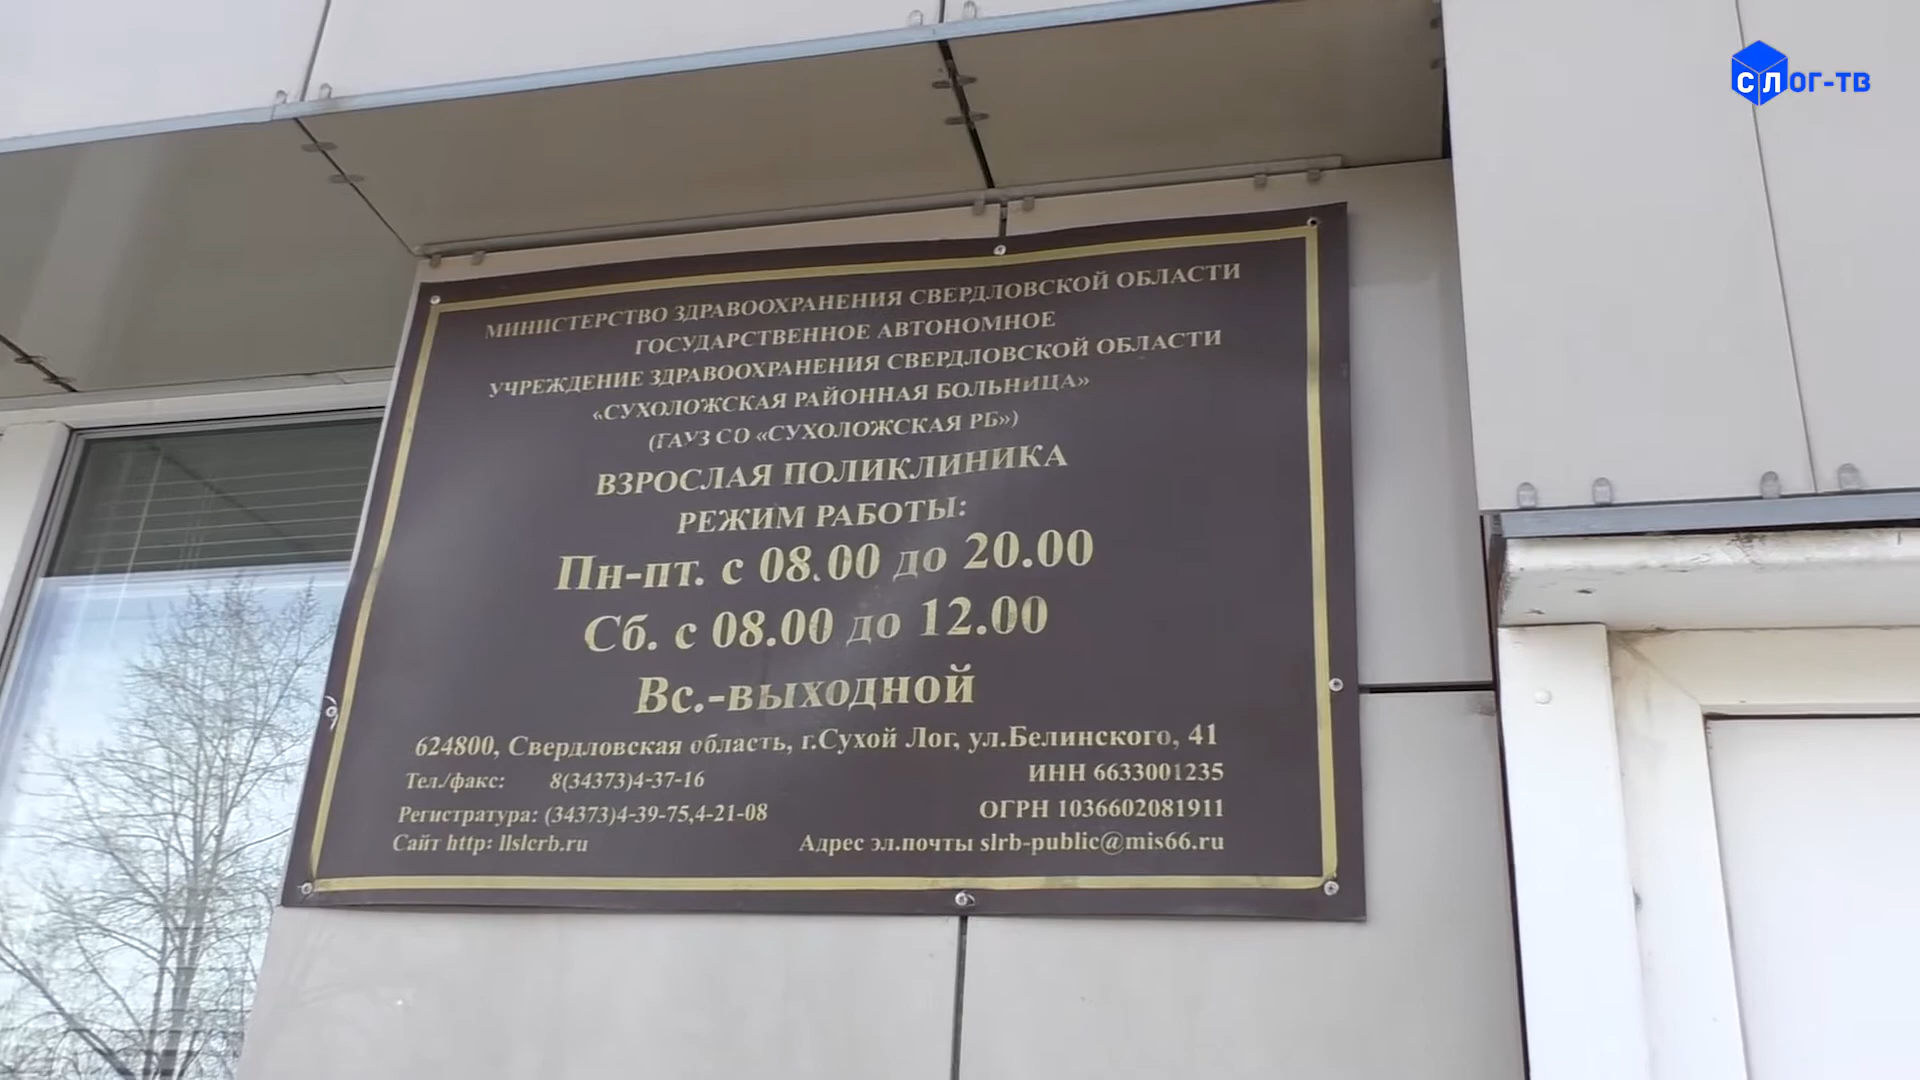 СЛОГ-ТВ
МИНИСТЕРСТВО ЗДРАВООХРАНЕНИЯ СВЕРДЛОВСКОЙ ОБЛАСТИ
ГОСУДАРСТВЕННОЕ АВТОНОМНОЕ
УЧРЕЖДЕНИЕ ЗДРАВООХРАНЕНИЯ СВЕРДЛОВСКОЙ ОБЛАСТИ
«СУХОЛОЖСКАЯ РАЙОННАЯ БОЛЬНИЦА»
(ГАУЗ СО «СУХОЛОЖСКАЯ РБ»)
ВЗРОСЛАЯ ПОЛИКЛИНИКА
РЕЖИМ РАБОТЫ:
Пн-пт. с 08.00 до 20.00
Сб. с 08.00 до 12.00
Вс.-выходной
624800, Свердловская область, г.Сухой Лог, ул.Белинского, 41
Тел./факс: 8(34373)4-37-16 ИНН 6633001235
Регистратура: (34373)4-39-75,4-21-08 ОГРН 1036602081911
Сайт http: llslcrb.ru Адрес эл.почты slrb-public@mis66.ru